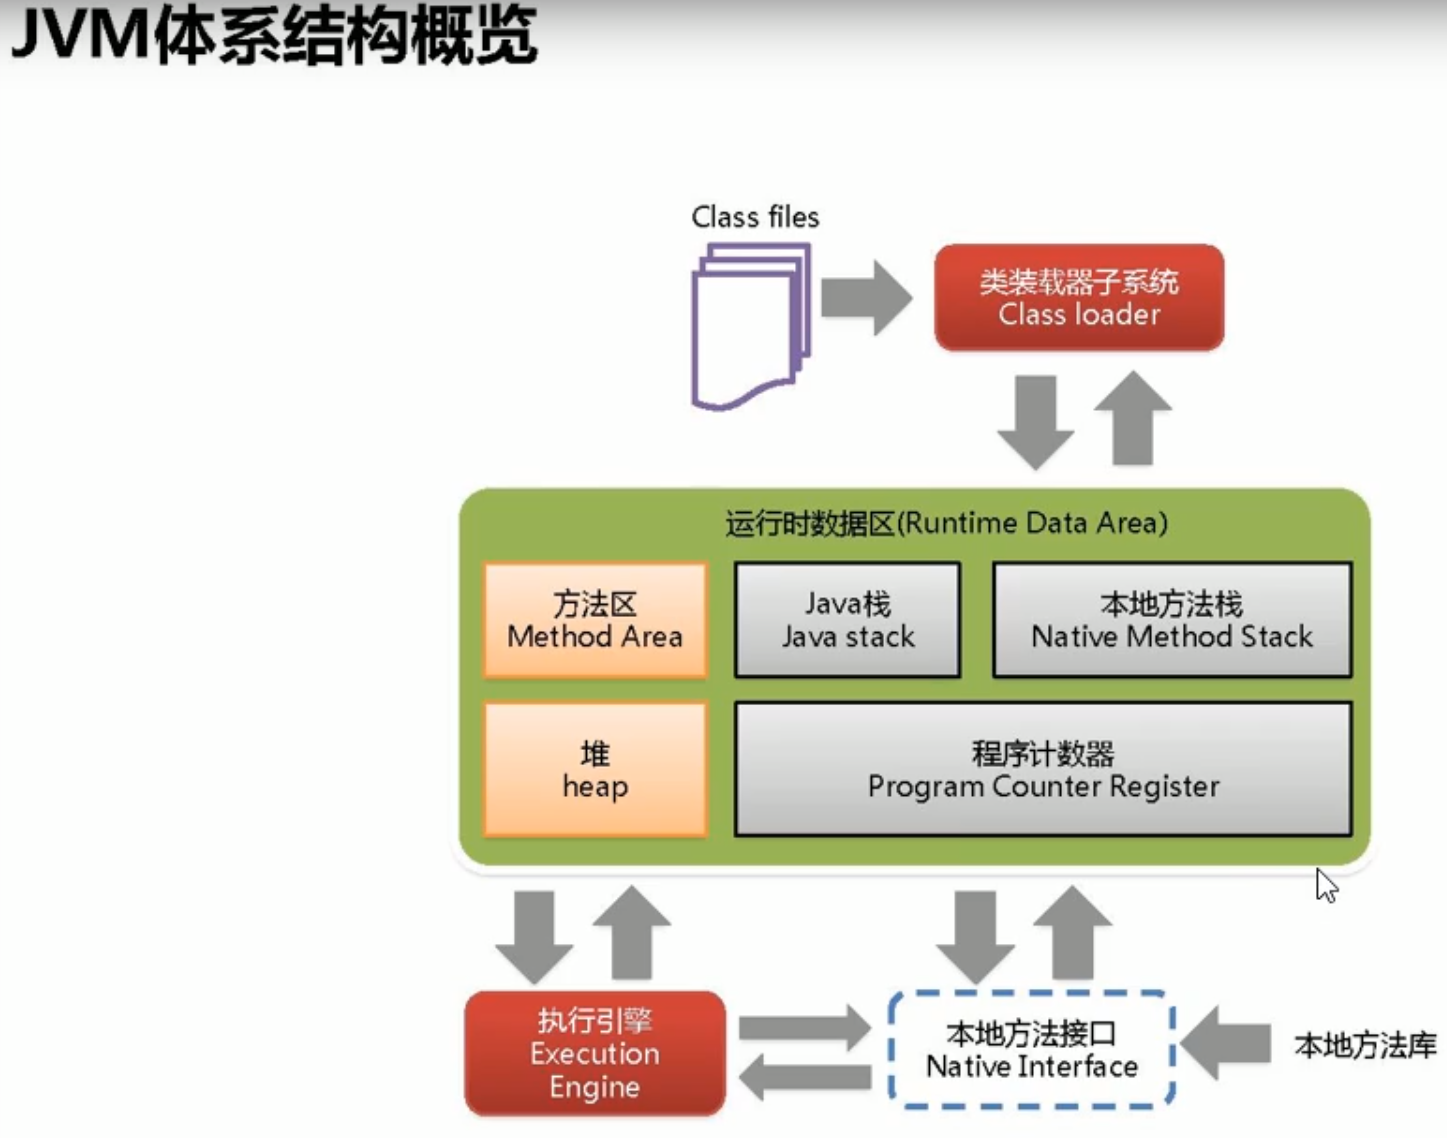 JVM体系结构概览
Class files
类装载器子系统
Class loader
运行时数据区(Runtime Data Area)
方法区
Method Area
Java栈
Java stack
本地方法栈
Native Method Stack
堆
heap
程序计数器
Program Counter Register
执行引擎
Execution
Engine
本地方法接口
Native Interface
本地方法库